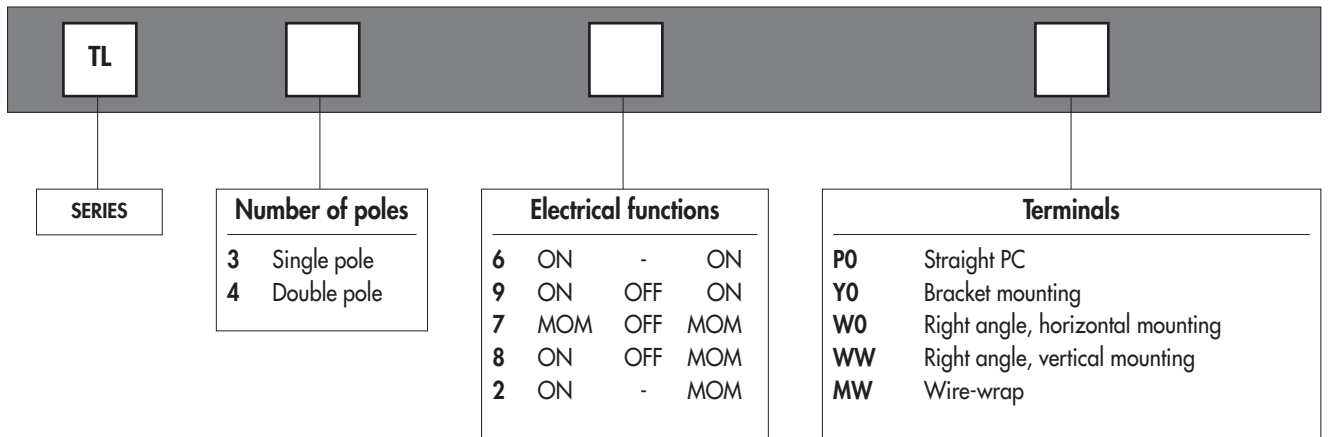 TL
SERIES
Number of poles
3 Single pole
4 Double pole
Electrical functions
6 ON - ON
9 ON OFF ON
7 MOM OFF MOM
8 ON OFF MOM
2 ON - MOM
Terminals
P0 Straight PC
Y0 Bracket mounting
W0 Right angle, horizontal mounting
WW Right angle, vertical mounting
MW Wire-wrap